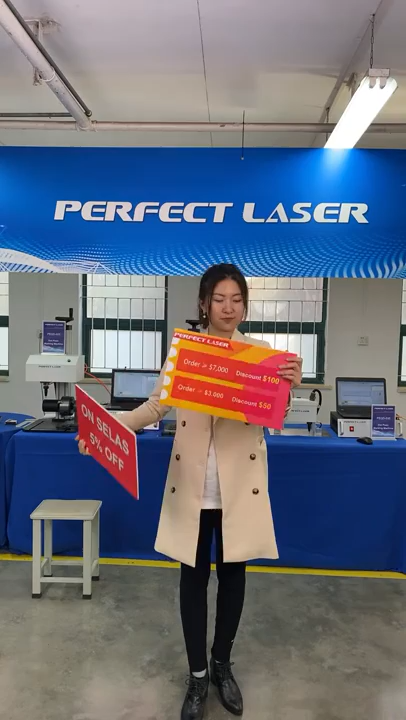 PERFECT LASER
PERFECT LASER
Order ≥ $7,000 Discount $100
Order ≥ $3,000 Discount $50
ON SELAS
5% OFF